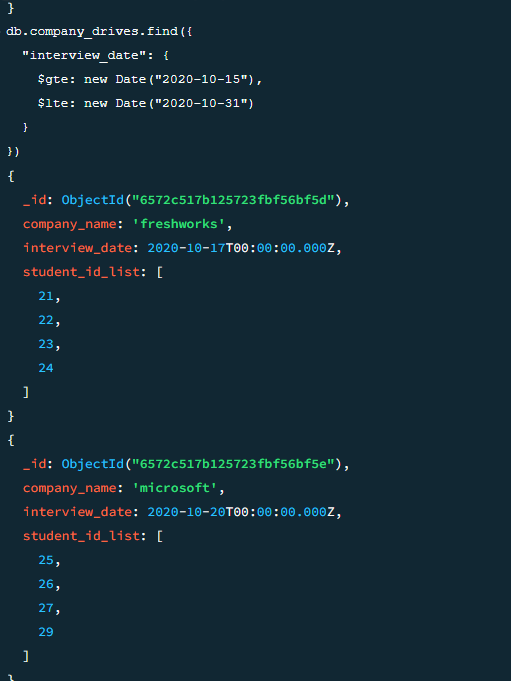 }
db.company_drives.find({
"interview_date": {
$gte: new Date("2020-10-15"),
$lte: new Date("2020-10-31")
}
})
{
_id: ObjectId("6572c517b125723fbf56bf5d"),
company_name: 'freshworks',
interview_date: 2020-10-17T00:00:00.000Z,
student_id_list: [
21,
22,
23,
24
]
}
{
_id: ObjectId("6572c517b125723fbf56bf5e"),
company_name: 'microsoft',
interview_date: 2020-10-20T00:00:00.000Z,
student_id_list: [
25,
26,
27,
29
]
}